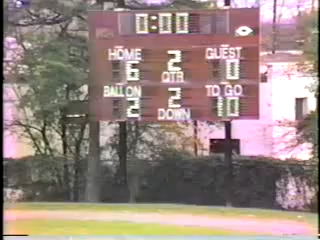 0:00
HOME 2 GUEST
6 QTR 0
BALL ON 2 TO GO
2 DOWN 10